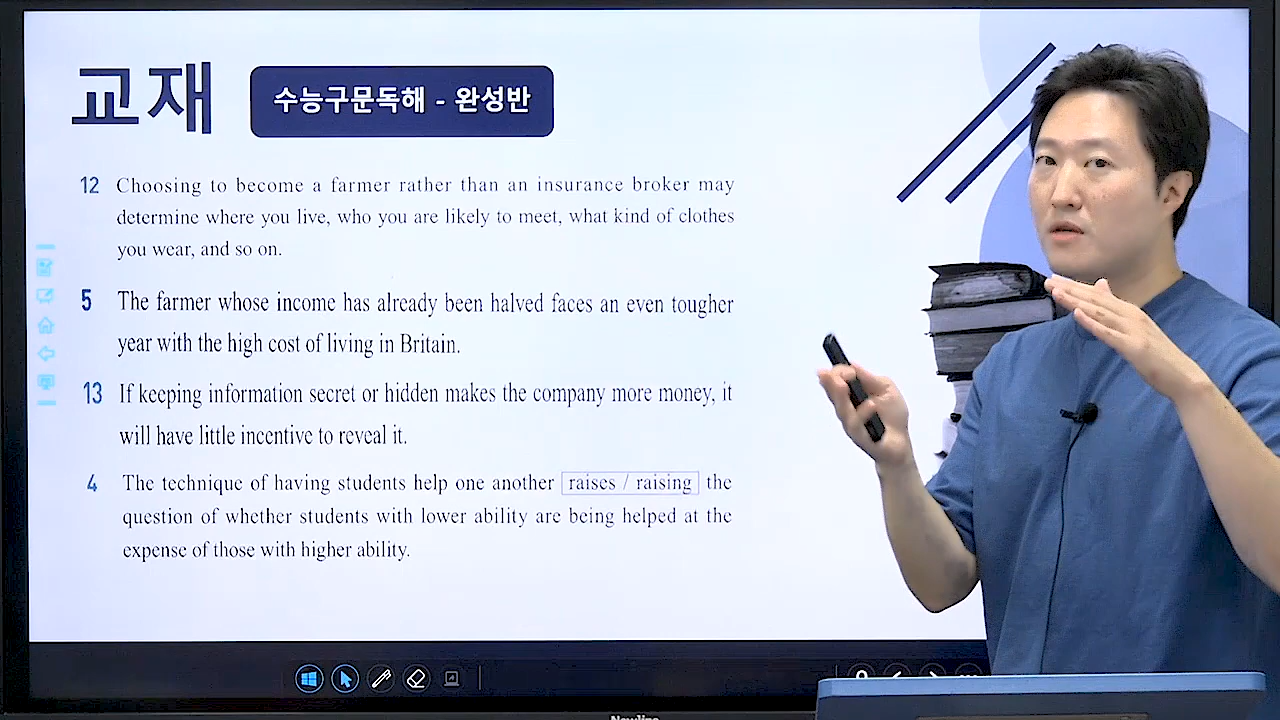 교재
수능구문독해 - 완성반
12 Choosing to become a farmer rather than an insurance broker may
determine where you live, who you are likely to meet, what kind of clothes
you wear, and so on.
5 The farmer whose income has already been halved faces an even tougher
year with the high cost of living in Britain.
13 If keeping information secret or hidden makes the company more money, it
will have little incentive to reveal it.
4 The technique of having students help one another raises / raising the
question of whether students with lower ability are being helped at the
expense of those with higher ability.
Newline